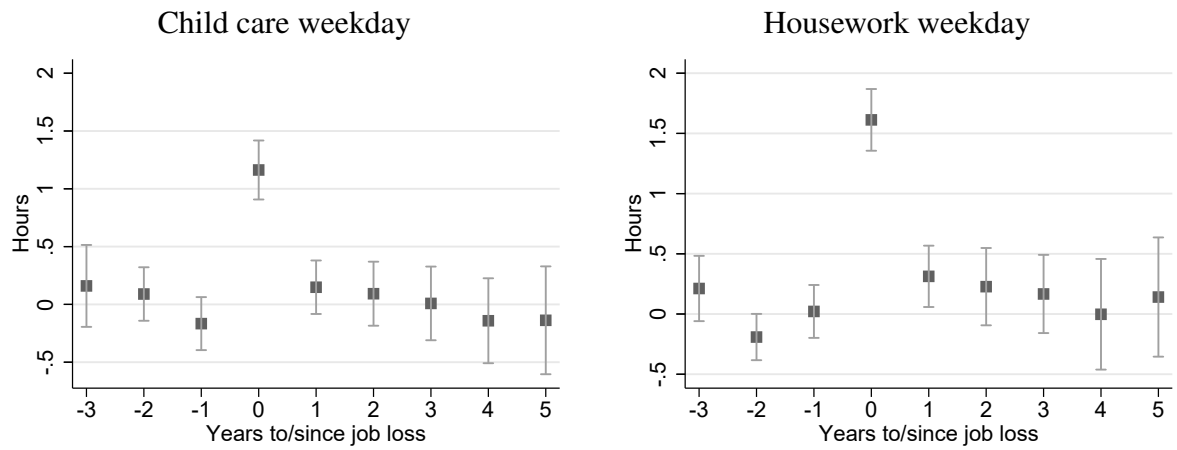 Child care weekday
Hours
2
1.5
1
.5
0
-.5
-3 -2 -1 0 1 2 3 4 5
Years to/since job loss
Housework weekday
Hours
2
1.5
1
.5
0
-.5
-3 -2 -1 0 1 2 3 4 5
Years to/since job loss